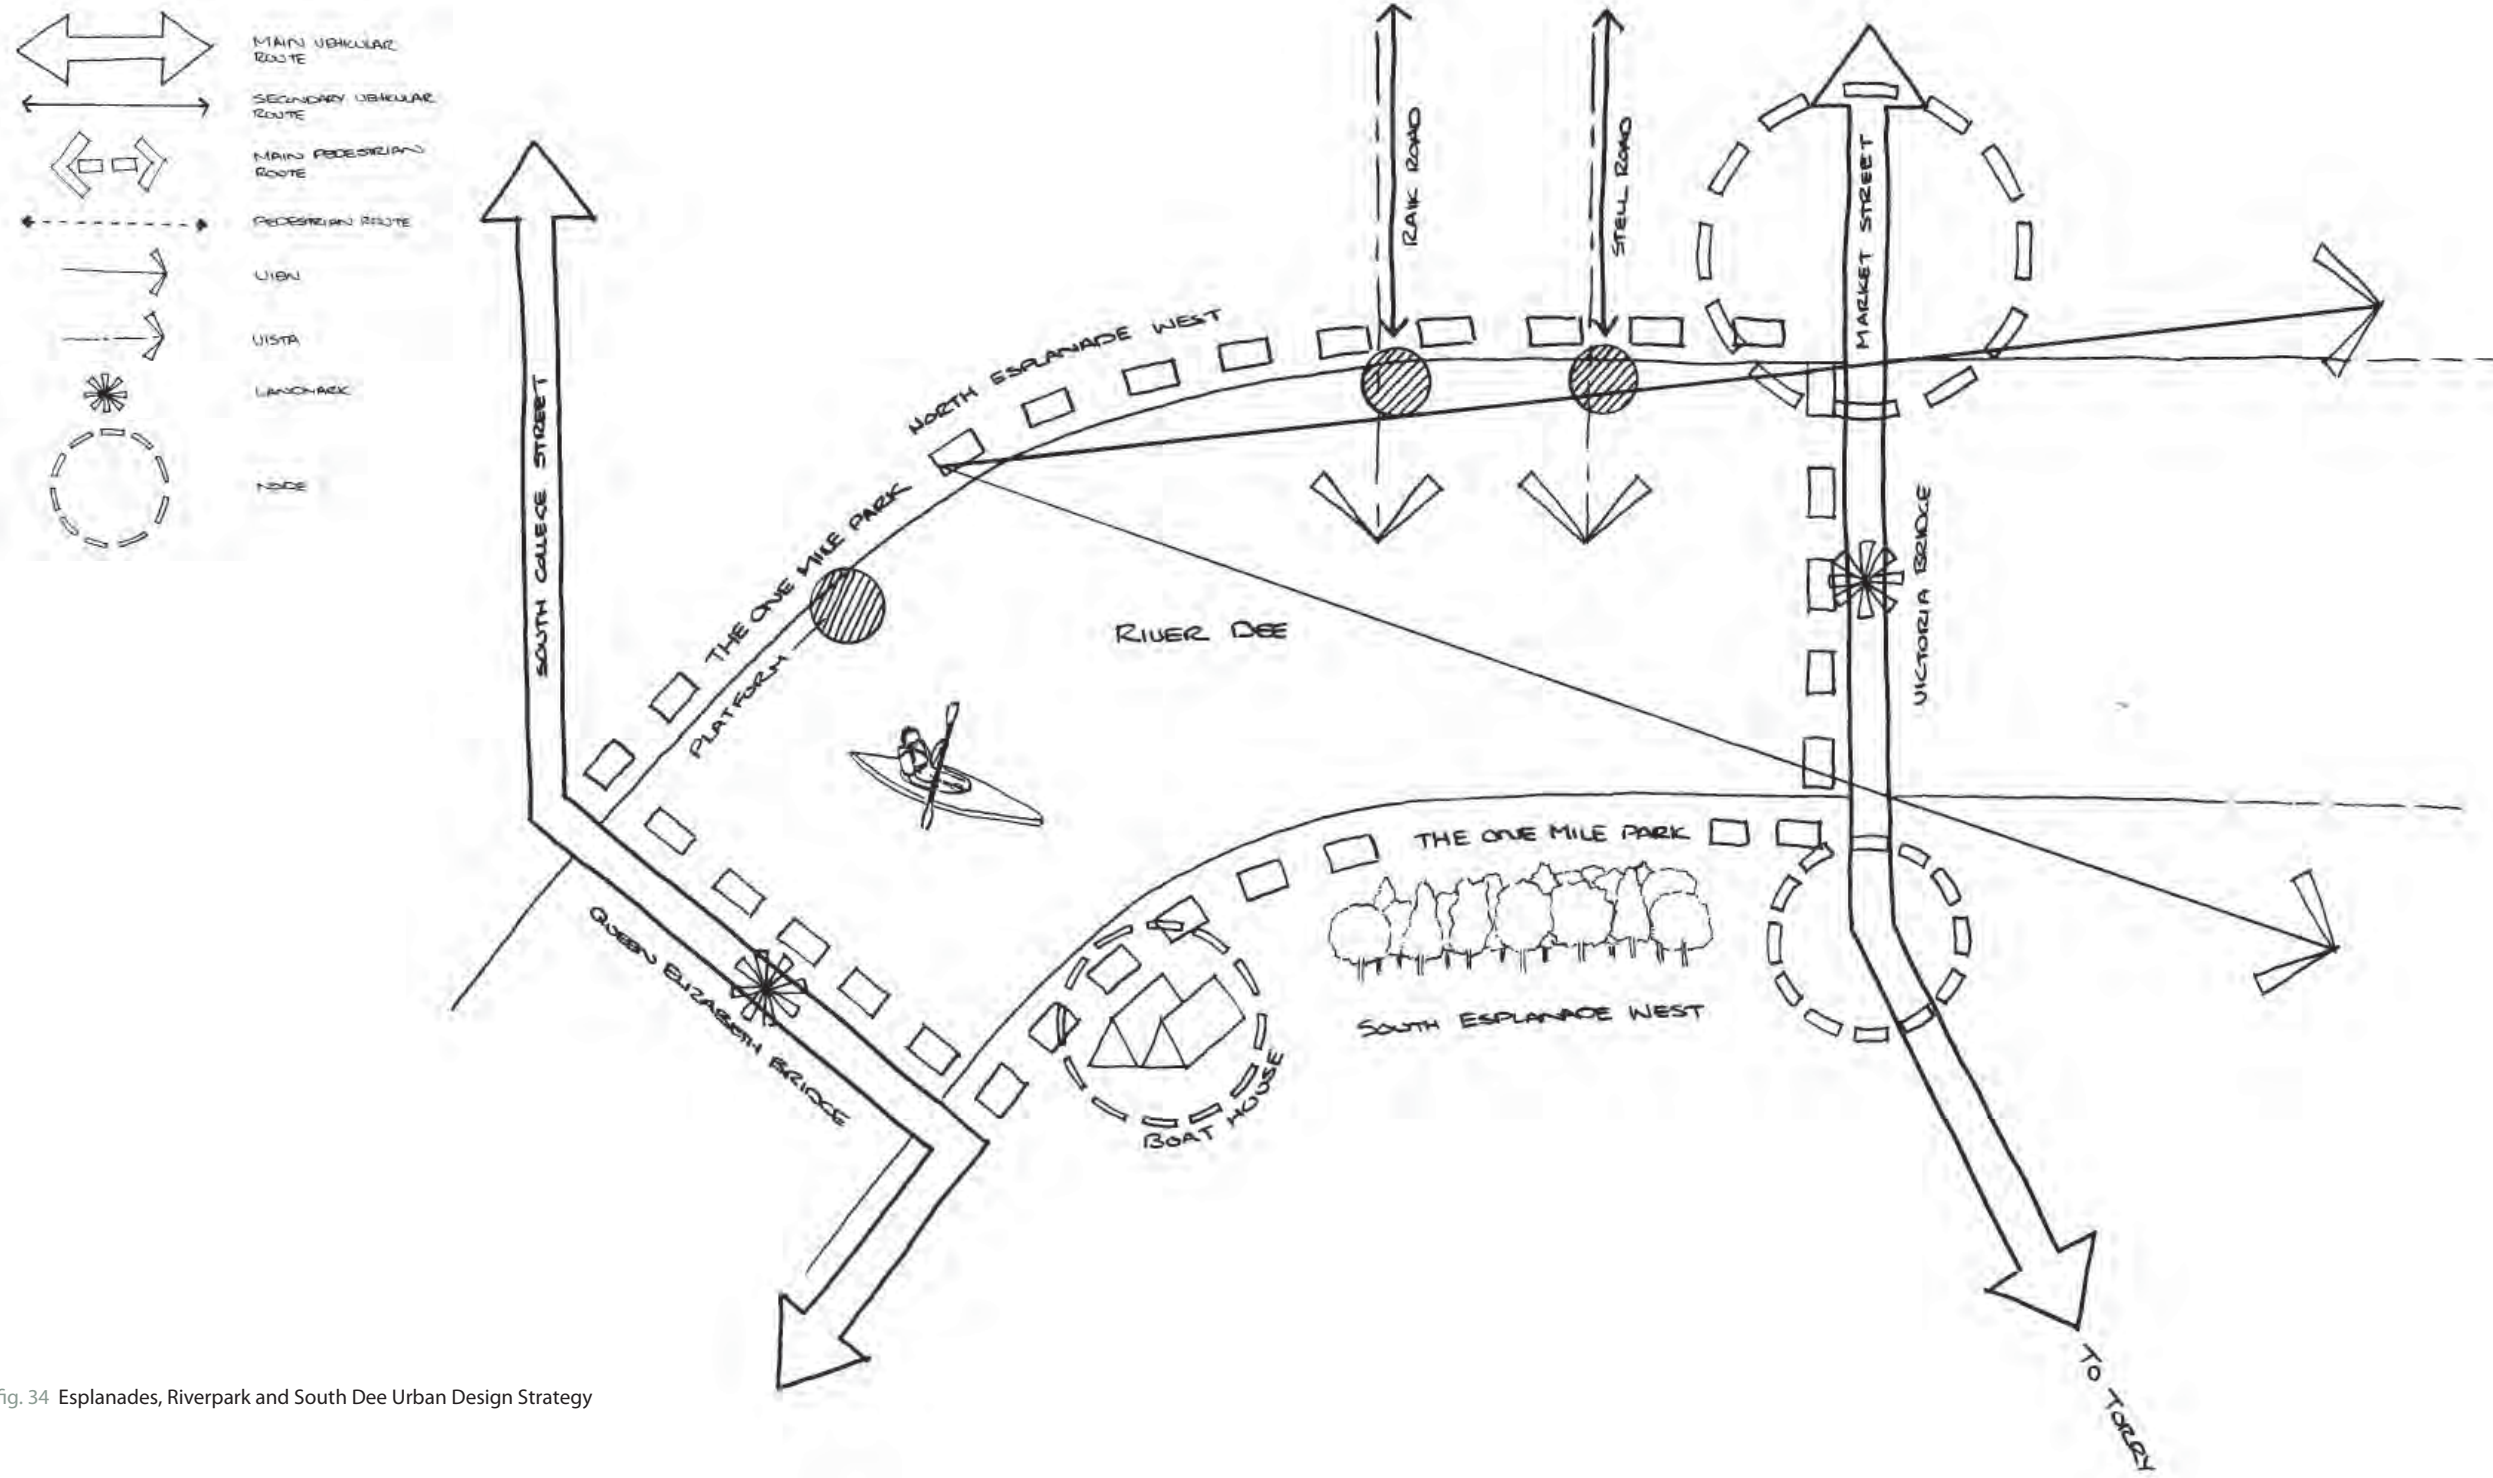 MAIN VEHICULAR
ROUTE
SECONDARY VEHICULAR
ROUTE
MAIN PEDESTRIAN
ROUTE
PEDESTRIAN ROUTE
VIEW
VISTA
LANDMARK
NODE
SOUTH COLLEGE STREET
THE ONE MILE PARK
PLATFORM
NORTH ESPLANADE WEST
RAIK ROAD
STELL ROAD
MARKET STREET
VICTORIA BRIDGE
RIVER DEE
THE ONE MILE PARK
SOUTH ESPLANADE WEST
QUEEN ELIZABETH BRIDGE
BOAT HOUSE
TO TORRY
fig. 34 Esplanades, Riverpark and South Dee Urban Design Strategy